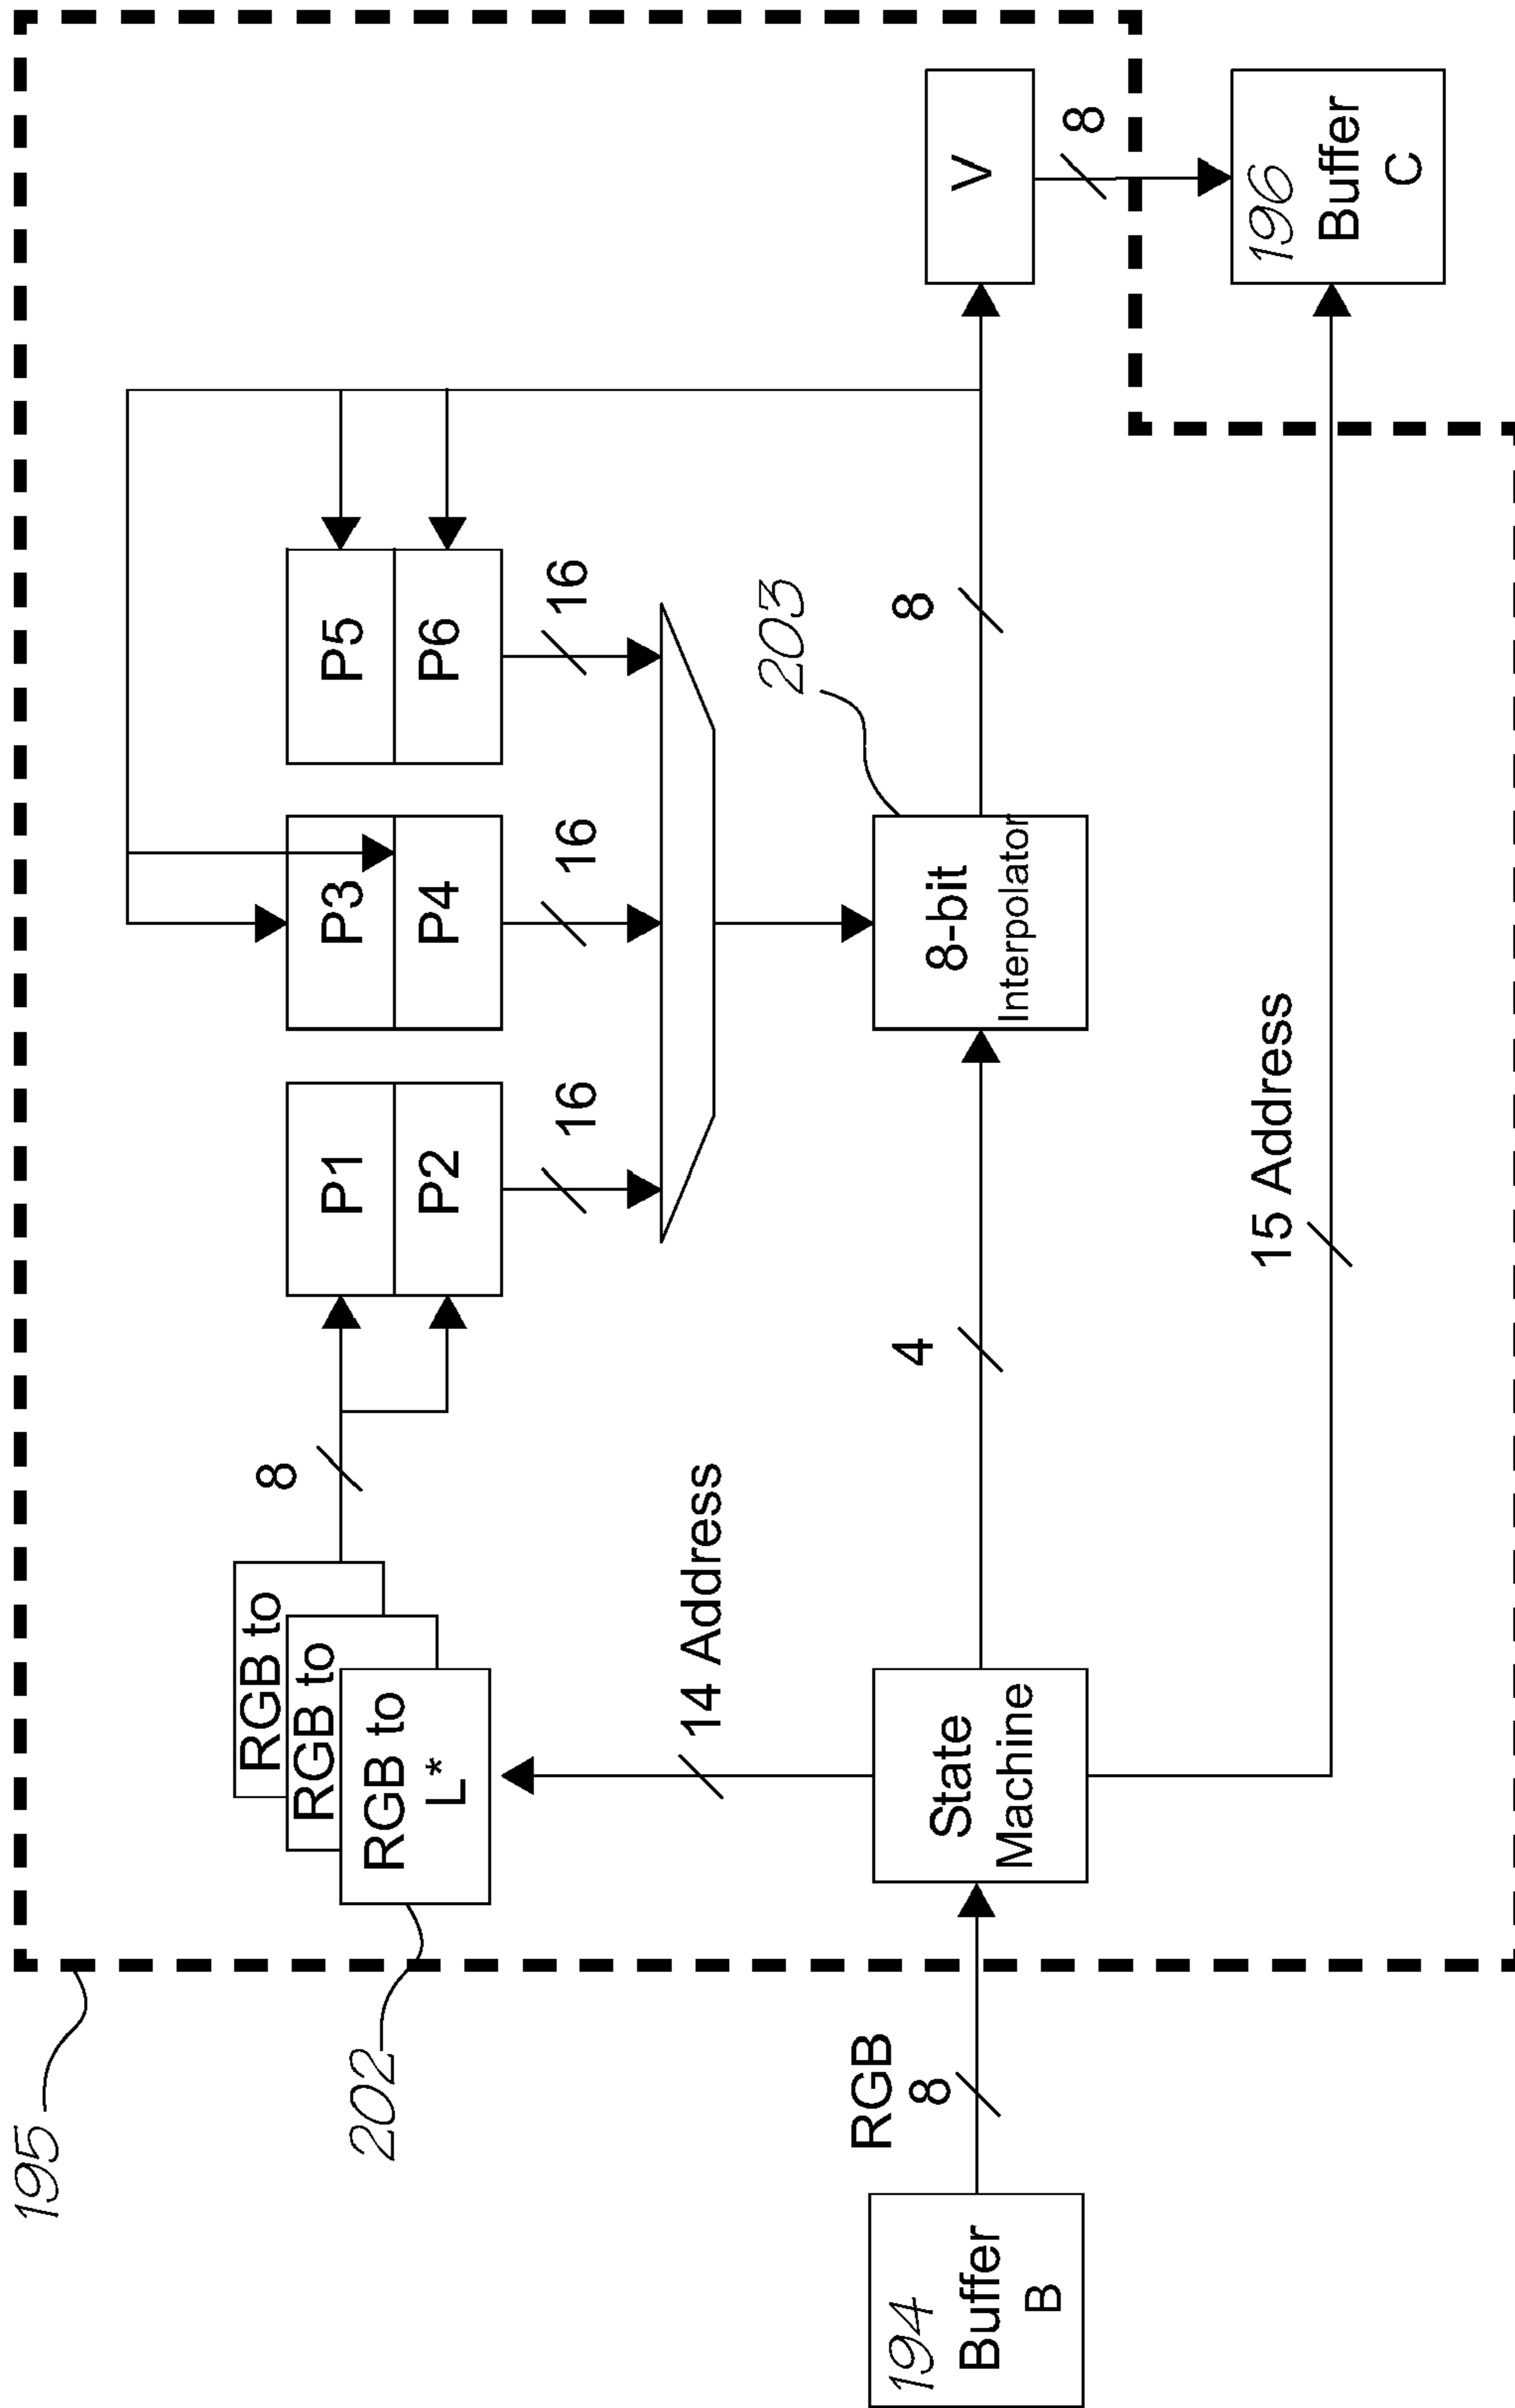 195
202
RGB to
RGB to
RGB to
L*
8
P1
P2
P3
P4
P5
P6
16
16
16
14 Address
203
RGB
8
194
Buffer
B
State
Machine
4
8-bit
Interpolator
8
V
8
15 Address
196
Buffer
C